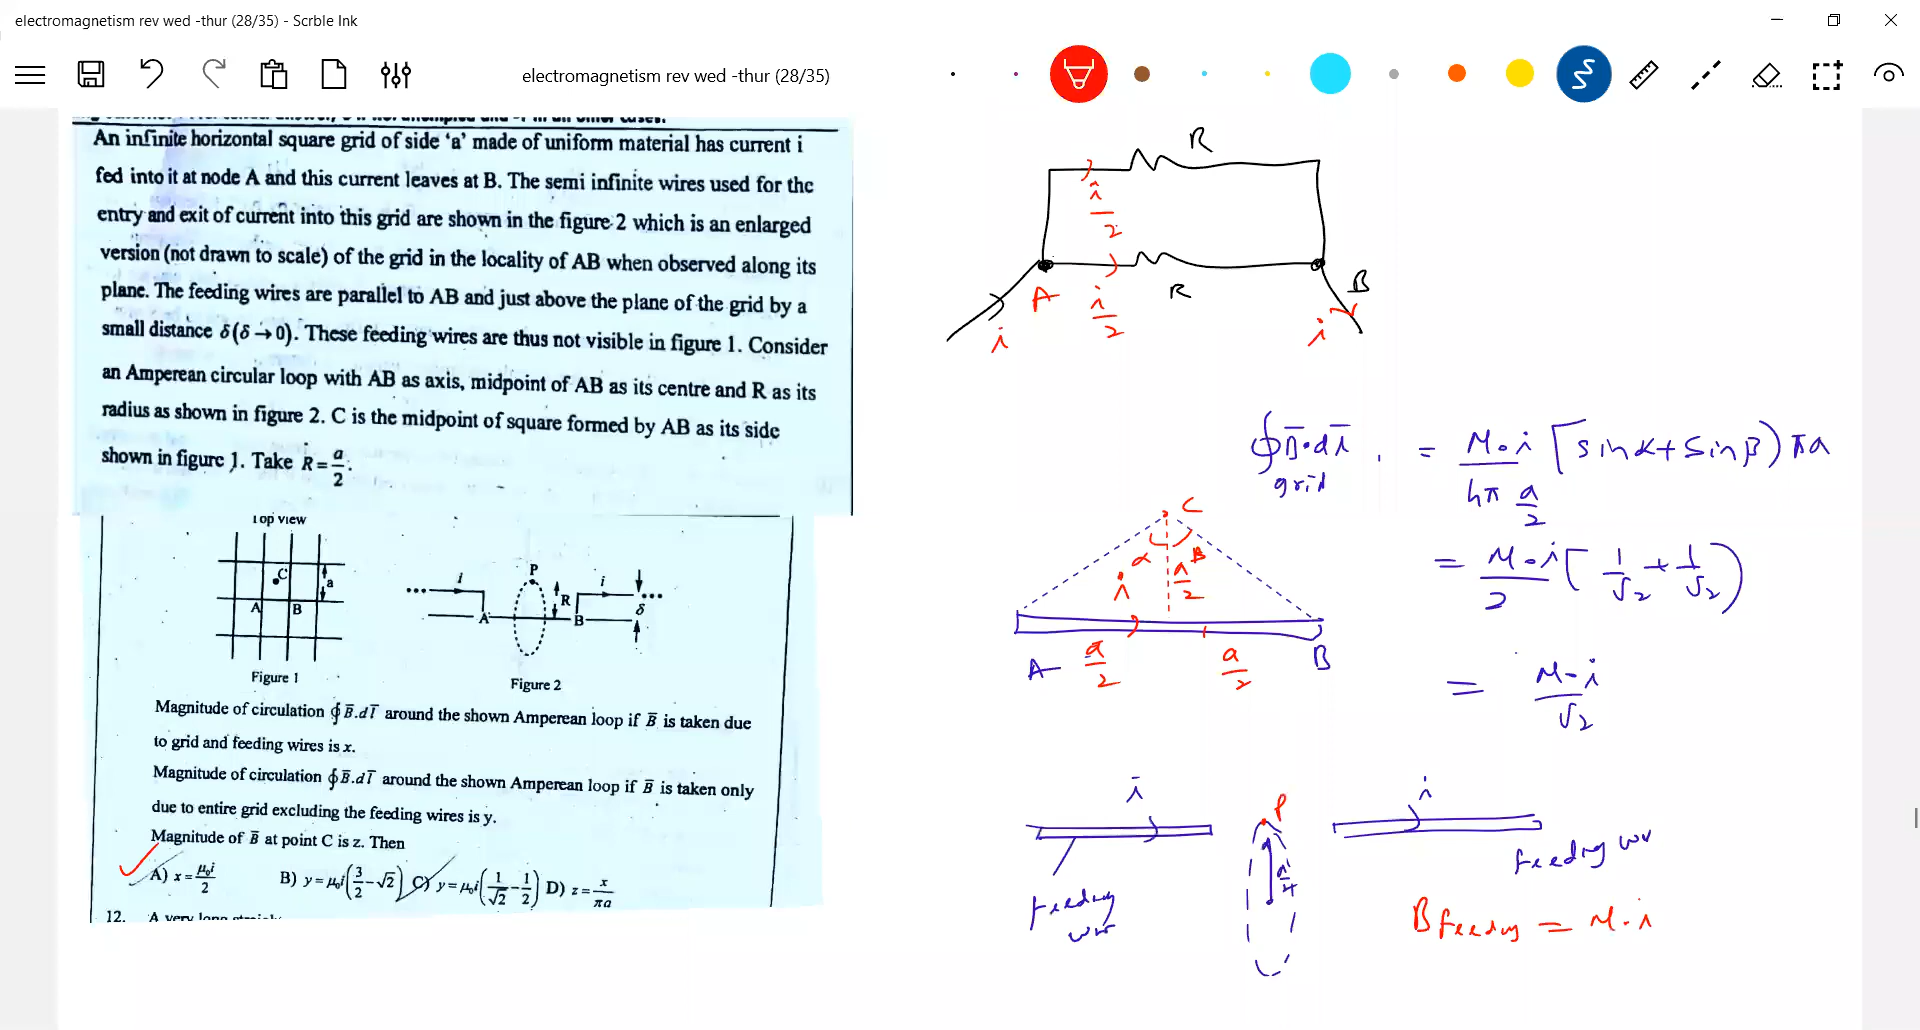 electromagnetism rev wed -thur (28/35) - Scrble Ink
electromagnetism rev wed -thur (28/35)
An infinite horizontal square grid of side ‘a’ made of uniform material has current i
fed into it at node A and this current leaves at B. The semi infinite wires used for the
entry and exit of current into this grid are shown in the figure 2 which is an enlarged
version (not drawn to scale) of the grid in the locality of AB when observed along its
plane. The feeding wires are parallel to AB and just above the plane of the grid by a
small distance δ(δ→0). These feeding wires are thus not visible in figure 1. Consider
an Amperean circular loop with AB as axis, midpoint of AB as its centre and R as its
radius as shown in figure 2. C is the midpoint of square formed by AB as its side
shown in figure 1. Take R = a/2.
Top view
C
a
A B
Figure 1
P
i
i
R
A
B
δ
Figure 2
Magnitude of circulation ∮B̄.dl̄ around the shown Amperean loop if B̄ is taken due
to grid and feeding wires is x.
Magnitude of circulation ∮B̄.dl̄ around the shown Amperean loop if B̄ is taken only
due to entire grid excluding the feeding wires is y.
Magnitude of B̄ at point C is z. Then
A) x = μ₀i/2 B) y = μ₀i(3/2 − √2) C) y = μ₀i(1/√2 − 1/2) D) z = x/πa
12. A very long
R
i/2
A
i/2
R
B
i
i
∮B̄·dl̄ = μ₀i/(4π a/2) [sinα + sinβ) πa
grid
= μ₀i/2 [1/√2 + 1/√2)
= μ₀i/√2
C
α β
i
a/2
A a/2 a/2 B
i
P
i
a/4
Feeding
wr
Feeding wr
B feeding = μ₀i